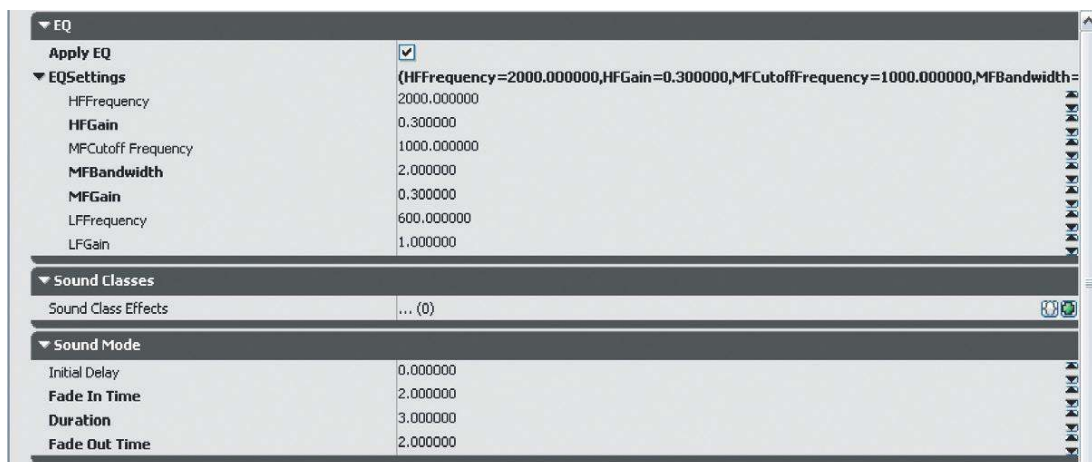 EQ
Apply EQ
EQSettings (HFFrequency=2000.000000,HFGain=0.300000,MFCutoffFrequency=1000.000000,MFBandwidth=
HFFrequency 2000.000000
HFGain 0.300000
MFCutoff Frequency 1000.000000
MFBandwidth 2.000000
MFGain 0.300000
LFFrequency 600.000000
LFGain 1.000000
Sound Classes
Sound Class Effects ... (0)
Sound Mode
Initial Delay 0.000000
Fade In Time 2.000000
Duration 3.000000
Fade Out Time 2.000000